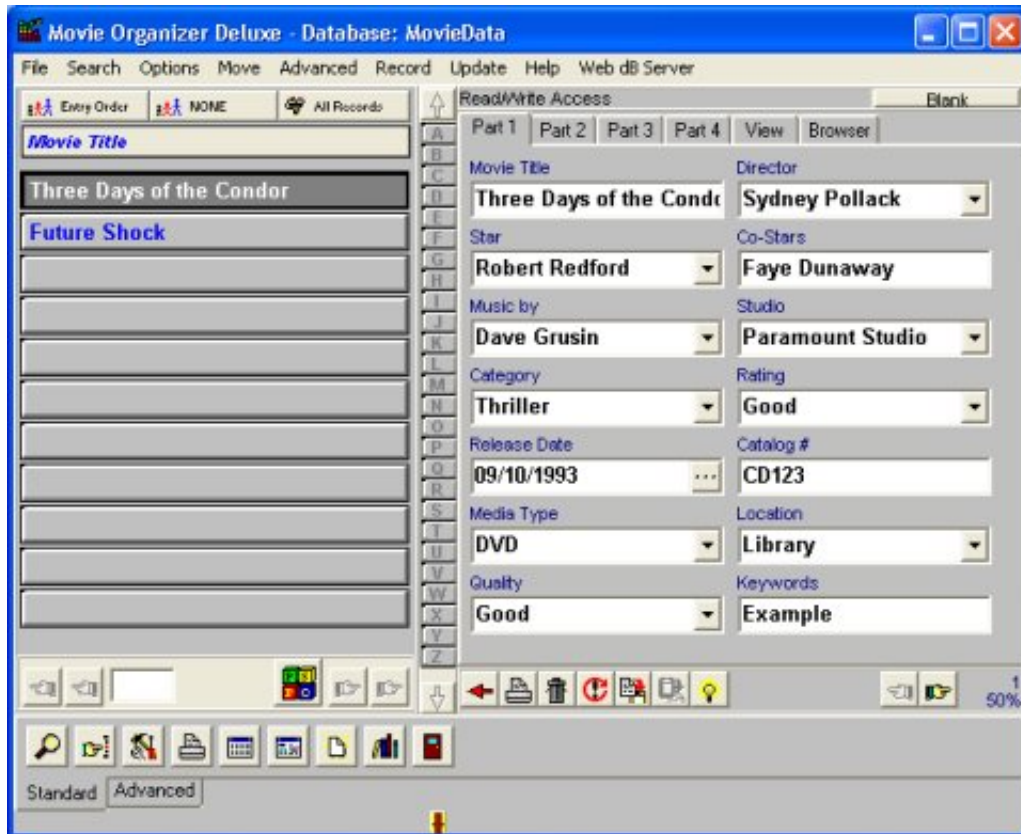 Movie Organizer Deluxe - Database: MovieData
File Search Options Move Advanced Record Update Help Web dB Server
Entry Order NONE All Records
Movie Title
Three Days of the Condor
Future Shock
A
B
C
D
E
F
G
H
I
J
K
L
M
N
O
P
Q
R
S
T
U
V
W
X
Y
Z
Read/Write Access Blank
Part 1 Part 2 Part 3 Part 4 View Browser
Movie Title Director
Three Days of the Condo Sydney Pollack
Star Co-Stars
Robert Redford Faye Dunaway
Music by Studio
Dave Grusin Paramount Studio
Category Rating
Thriller Good
Release Date Catalog #
09/10/1993 ... CD123
Media Type Location
DVD Library
Quality Keywords
Good Example
1
50%
Standard Advanced